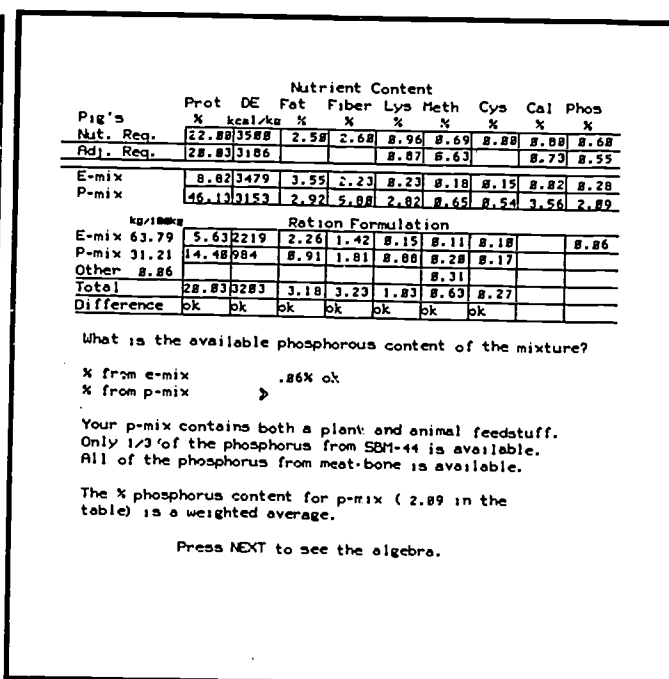 Nutrient Content
Prot DE Fat Fiber Lys Meth Cys Cal Phos
Pig's % kcal/kg % % % % % % %
Nut. Req. 22.00 3500 2.50 2.60 0.96 0.69 0.00 0.80 0.60
Adj. Req. 20.03 3186 0.87 0.63 0.73 0.55
E-mix 8.82 3479 3.55 2.23 0.23 0.18 0.15 0.02 0.28
P-mix 46.13 3153 2.92 5.80 2.82 0.65 0.54 3.56 2.09
kg/100kg Ration Formulation
E-mix 63.79 5.63 2219 2.26 1.42 0.15 0.11 0.10 0.06
P-mix 31.21 14.40 984 0.91 1.81 0.88 0.20 0.17
Other 0.06 0.31
Total 20.03 3203 3.18 3.23 1.03 0.63 0.27
Difference ok ok ok ok ok ok ok
What is the available phosphorous content of the mixture?
% from e-mix .06% ok
% from p-mix >
Your p-mix contains both a plant and animal feedstuff.
Only 1/3 of the phosphorus from SBM-44 is available.
All of the phosphorus from meat-bone is available.
The % phosphorus content for p-mix ( 2.09 in the
table) is a weighted average.
Press NEXT to see the algebra.